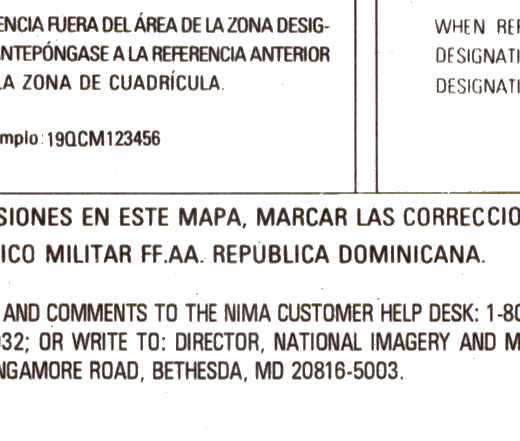 ENCIA FUERA DEL ÁREA DE LA ZONA DESIG-
ANTEPÓNGASE A LA REFERENCIA ANTERIOR
LA ZONA DE CUADRÍCULA.
mplo: 19QCM123456
WHEN REF
DESIGNATI
DESIGNATI
SIONES EN ESTE MAPA, MARCAR LAS CORRECCIO
ICO MILITAR FF.AA. REPÚBLICA DOMINICANA.
AND COMMENTS TO THE NIMA CUSTOMER HELP DESK: 1-80
032; OR WRITE TO: DIRECTOR, NATIONAL IMAGERY AND M
NGAMORE ROAD, BETHESDA, MD 20816-5003.